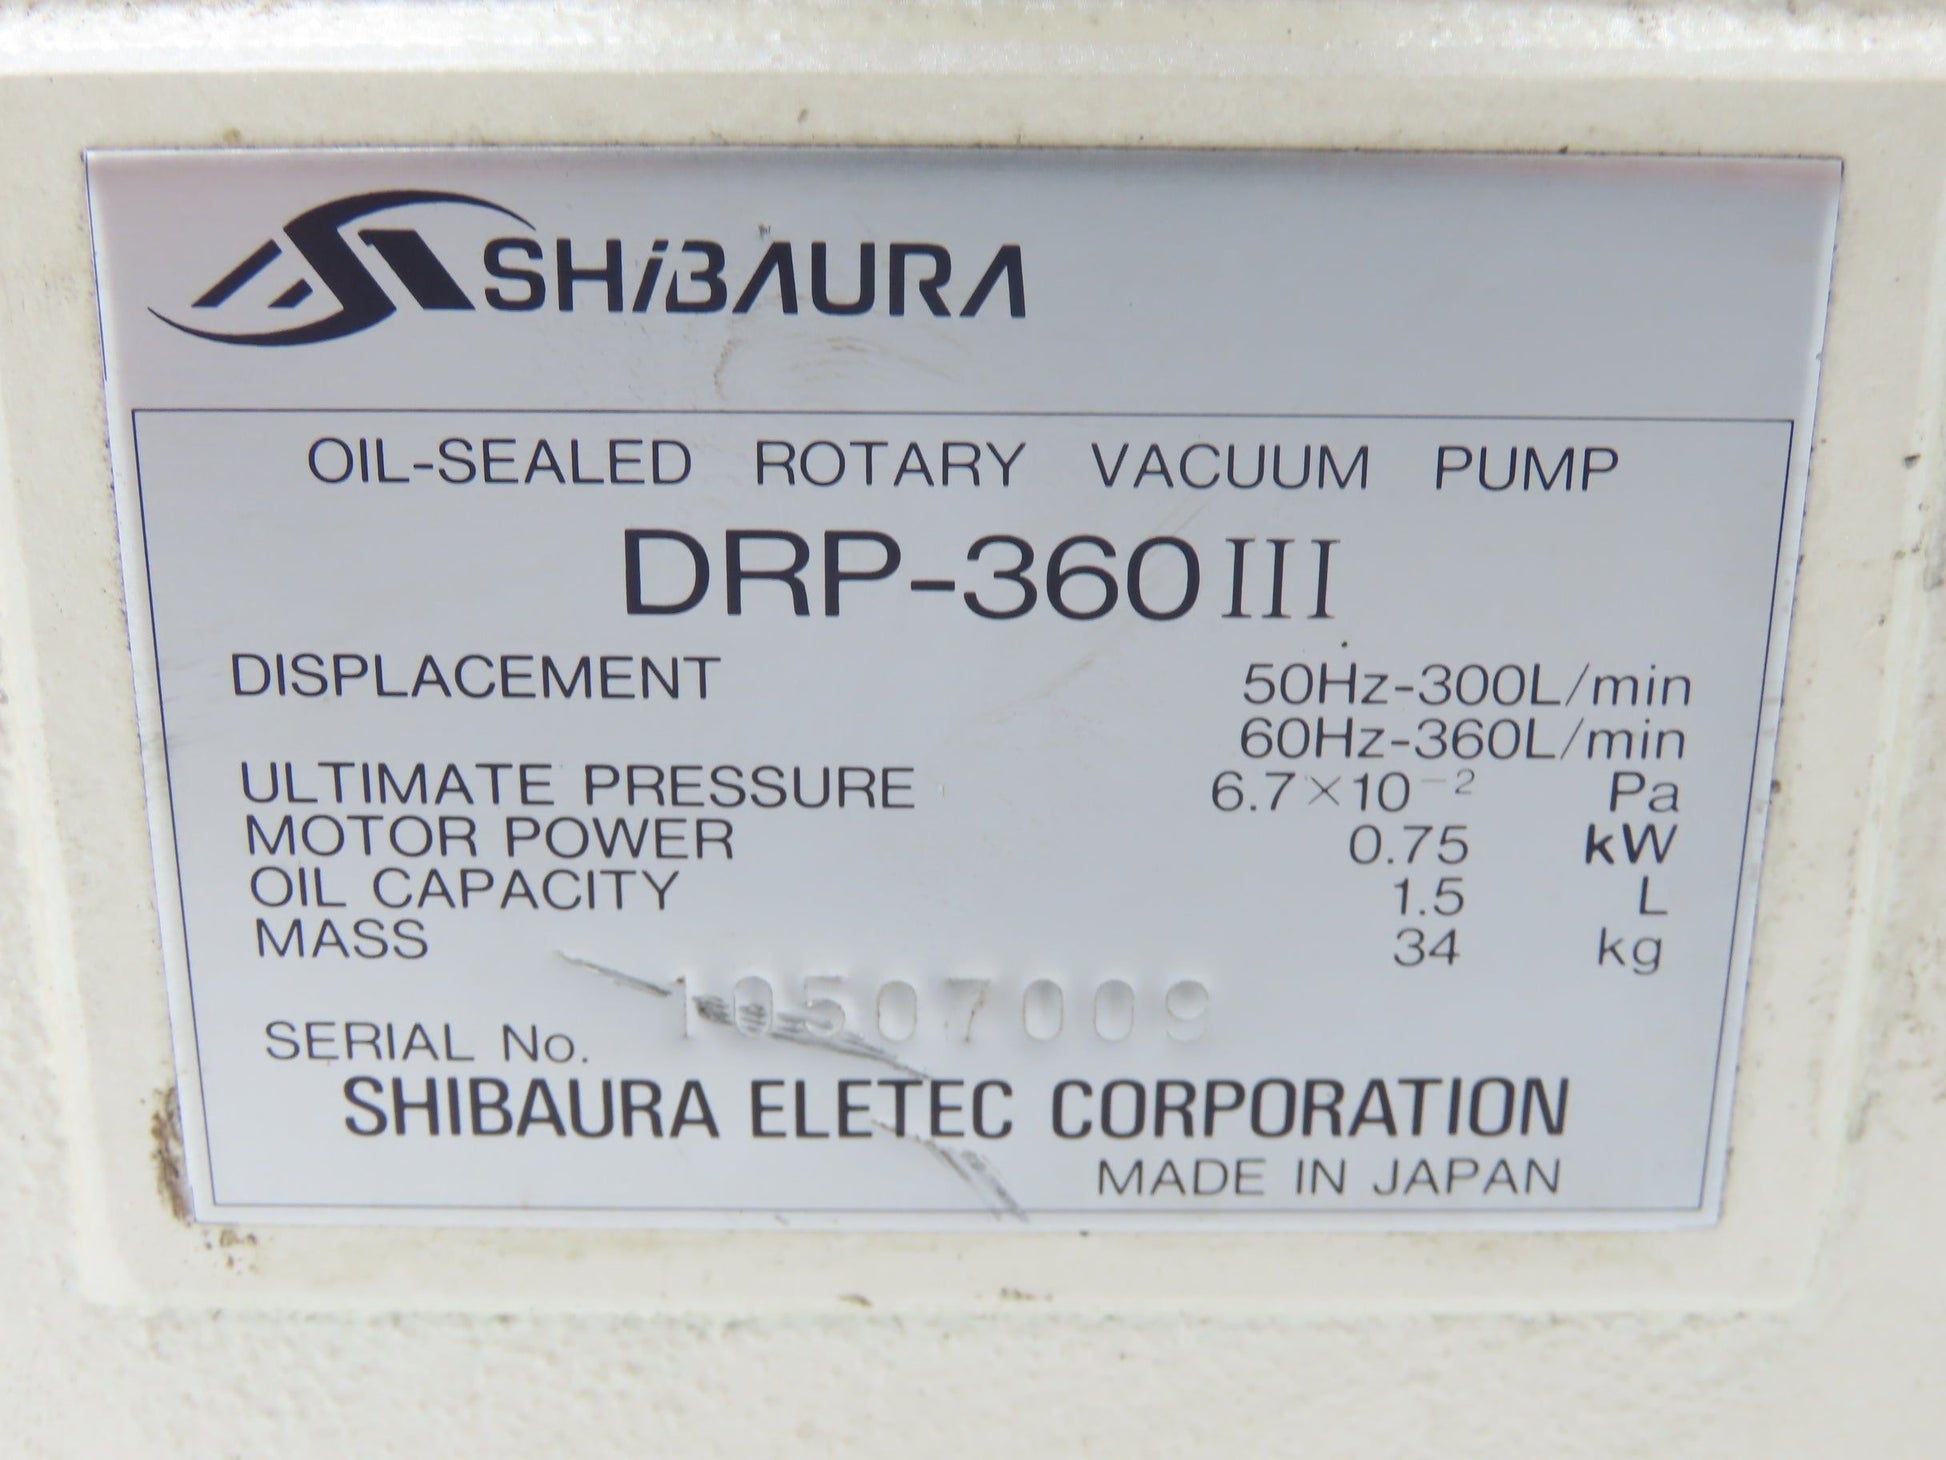 SHiBAURA
OIL-SEALED ROTARY VACUUM PUMP
DRP-360III
DISPLACEMENT 50Hz-300L/min
60Hz-360L/min
ULTIMATE PRESSURE 6.7×10⁻² Pa
MOTOR POWER 0.75 kW
OIL CAPACITY 1.5 L
MASS 34 kg
SERIAL No. 10507009
SHIBAURA ELETEC CORPORATION
MADE IN JAPAN